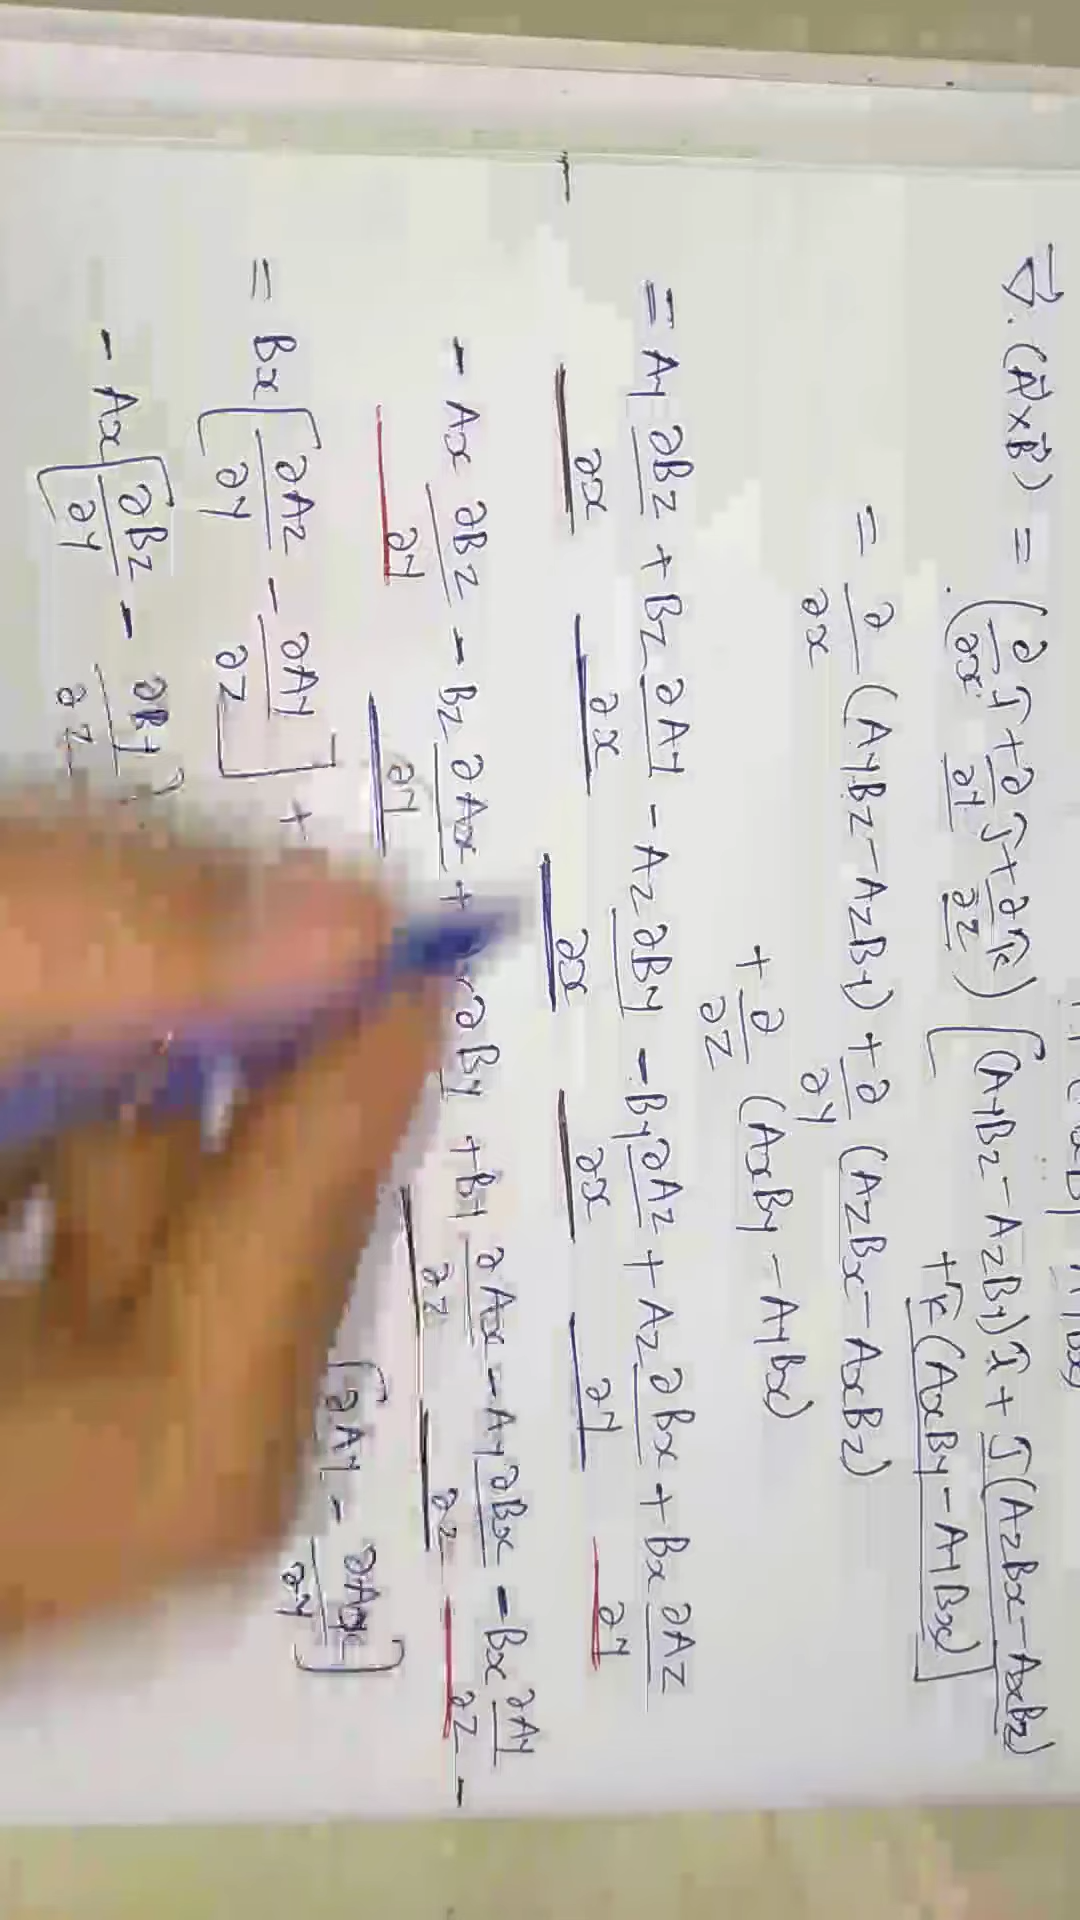 ∇⃗. (A⃗×B⃗) = (∂/∂x î + ∂/∂y ĵ + ∂/∂z k̂) . [(AyBz - AzBy) î + ĵ (AzBx - AxBz)
+ k̂ (AxBy - AyBx)]
= ∂/∂x (AyBz - AzBy) + ∂/∂y (AzBx - AxBz)
+ ∂/∂z (AxBy - AyBx)
= Ay ∂Bz/∂x + Bz ∂Ay/∂x - Az ∂By/∂x - By ∂Az/∂x + Az ∂Bx/∂y + Bx ∂Az/∂y
- Ax ∂Bz/∂y - Bz ∂Ax/∂y + ∂By + By ∂Ax/∂z - Ay ∂Bx/∂z - Bx ∂Ay/∂z
= Bx [∂Az/∂y - ∂Ay/∂z] + [∂Ay - ∂Ax/∂y]
- Ax [∂Bz/∂y - ∂By/∂z